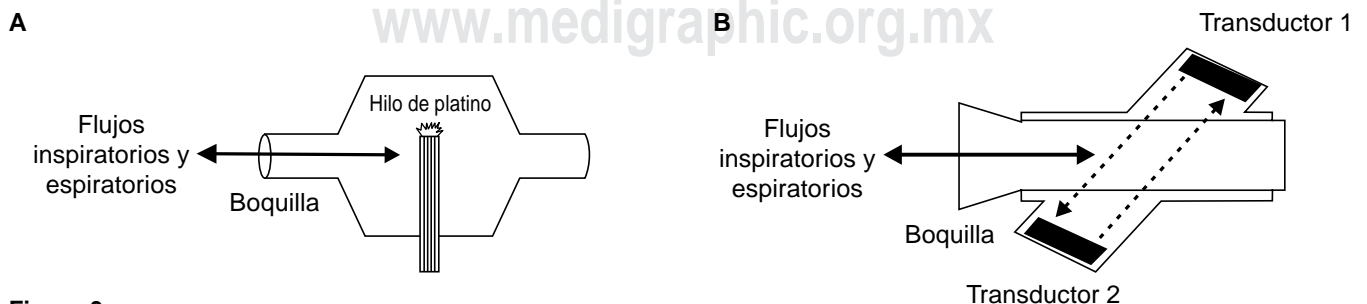 www.medigraphic.org.mx
A
Hilo de platino
Flujos
inspiratorios y
espiratorios
Boquilla
B
Transductor 1
Flujos
inspiratorios y
espiratorios
Boquilla
Transductor 2